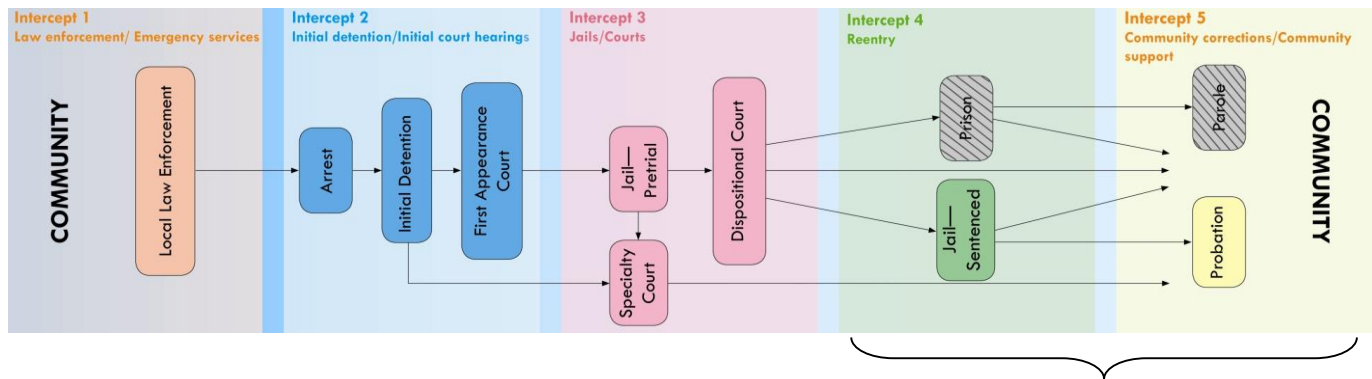 Intercept 1
Law enforcement/ Emergency services
Intercept 2
Initial detention/Initial court hearings
Intercept 3
Jails/Courts
Intercept 4
Reentry
Intercept 5
Community corrections/Community
support
COMMUNITY
Local Law Enforcement
Arrest
Initial Detention
First Appearance
Court
Jail—
Pretrial
Specialty
Court
Dispositional Court
Prison
Jail—
Sentenced
Parole
Probation
COMMUNITY